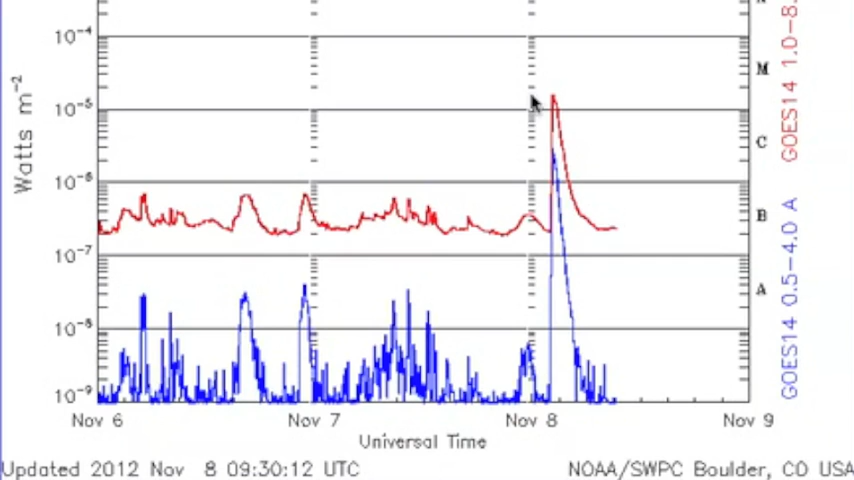 10⁻⁴
10⁻⁵
10⁻⁶
10⁻⁷
10⁻⁸
10⁻⁹
Watts m⁻²
M
C
B
A
GOES14 1.0-8.
GOES14 0.5-4.0 A
Nov 6 Nov 7 Nov 8 Nov 9
Universal Time
Updated 2012 Nov 8 09:30:12 UTC NOAA/SWPC Boulder, CO USA